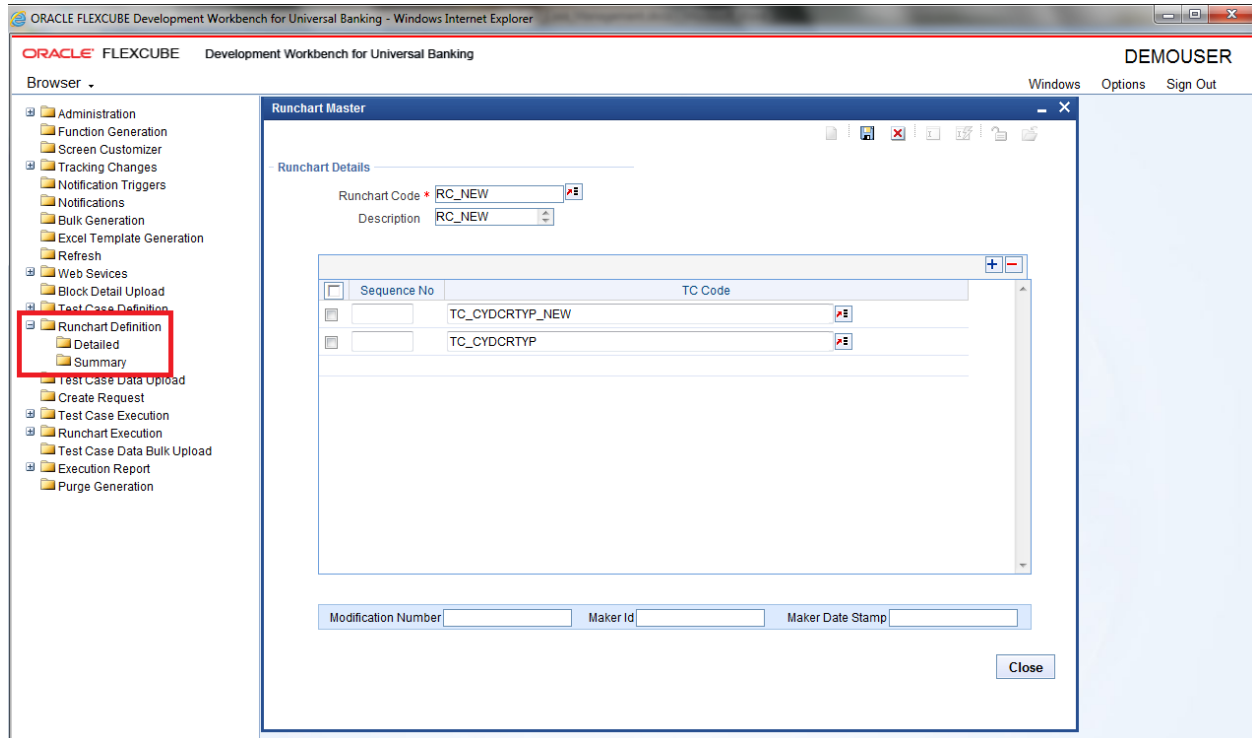 ORACLE FLEXCUBE Development Workbench for Universal Banking - Windows Internet Explorer
ORACLE FLEXCUBE Development Workbench for Universal Banking
DEMOUSER
Browser
Windows Options Sign Out
Administration
Function Generation
Screen Customizer
Tracking Changes
Notification Triggers
Notifications
Bulk Generation
Excel Template Generation
Refresh
Web Sevices
Block Detail Upload
Test Case Definition
Runchart Definition
Detailed
Summary
Test Case Data Upload
Create Request
Test Case Execution
Runchart Execution
Test Case Data Bulk Upload
Execution Report
Purge Generation
Runchart Master
Runchart Details
Runchart Code * RC_NEW
Description RC_NEW
Sequence No TC Code
TC_CYDCRTYP_NEW
TC_CYDCRTYP
Modification Number Maker Id Maker Date Stamp
Close